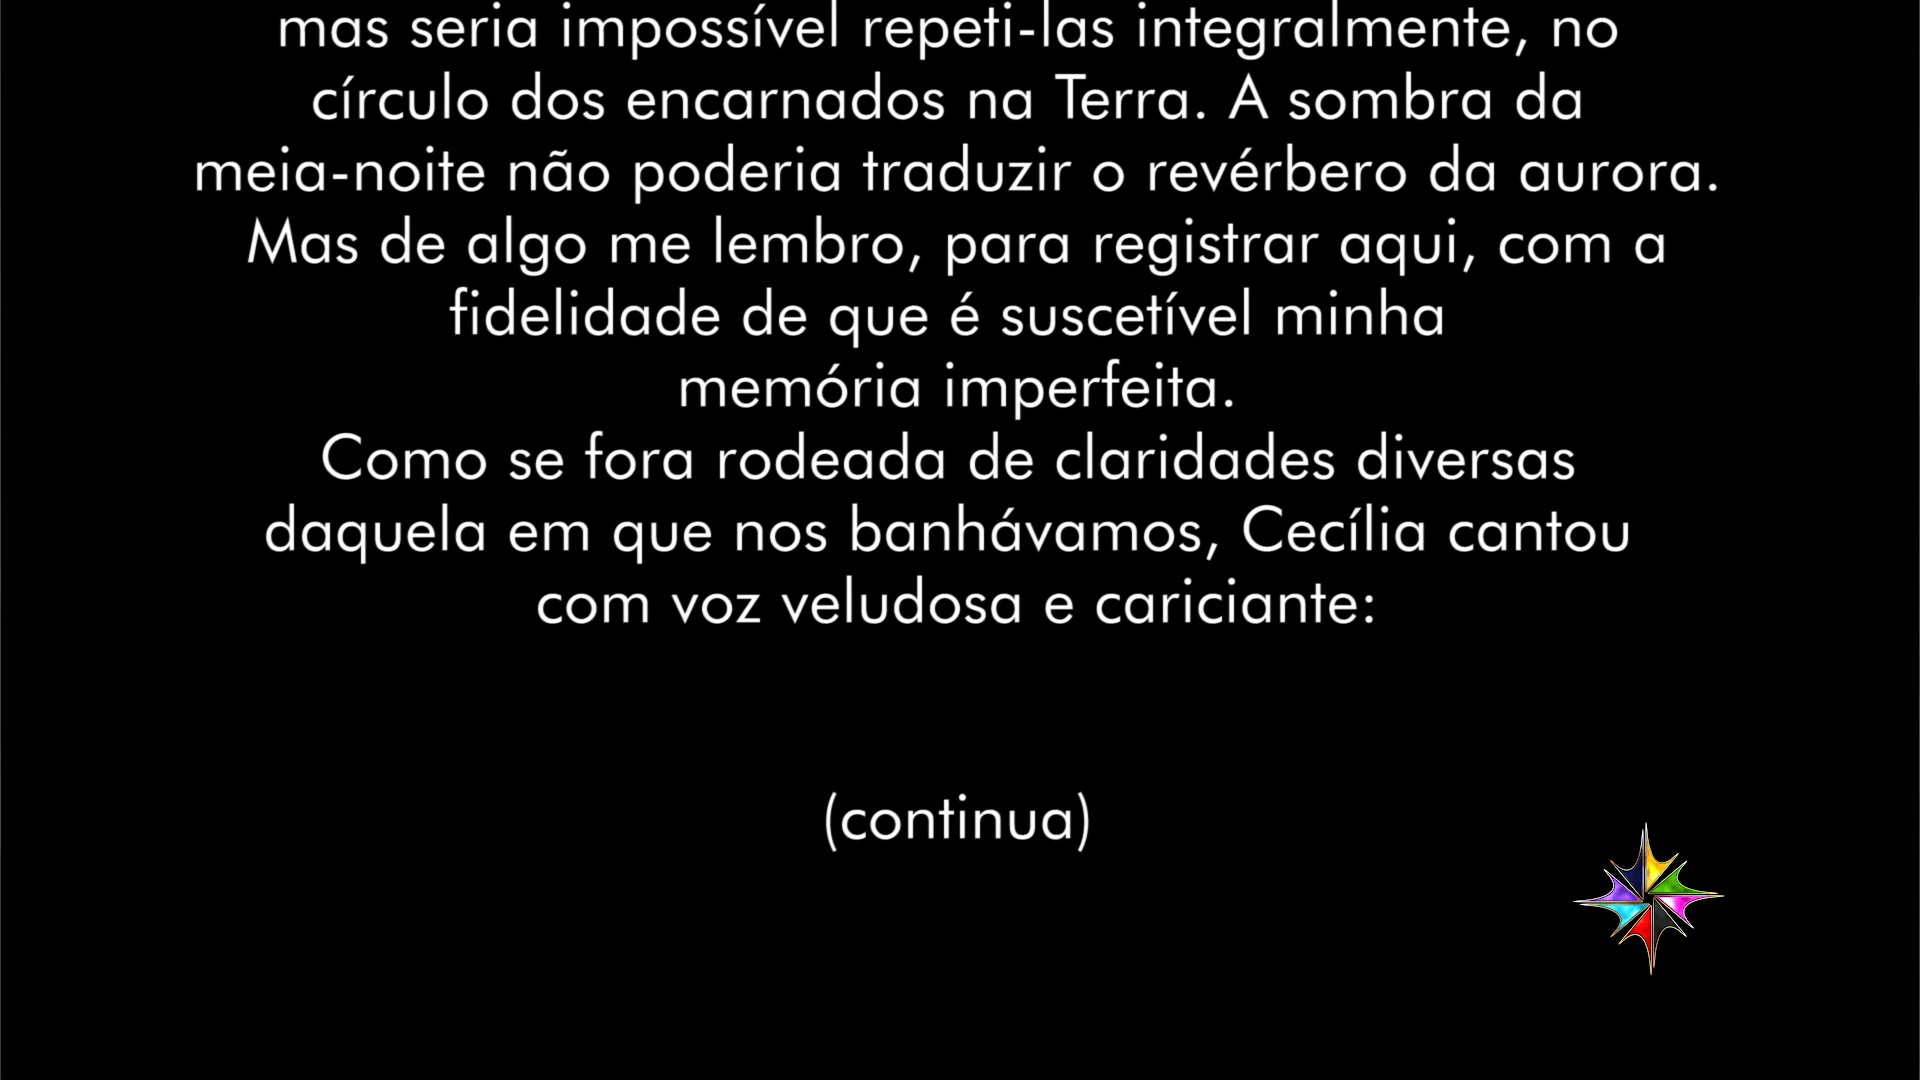 mas seria impossível repeti-las integralmente, no
círculo dos encarnados na Terra. A sombra da
meia-noite não poderia traduzir o revérbero da aurora.
Mas de algo me lembro, para registrar aqui, com a
fidelidade de que é suscetível minha
memória imperfeita.
Como se fora rodeada de claridades diversas
daquela em que nos banhávamos, Cecília cantou
com voz veludosa e cariciante:
(continua)